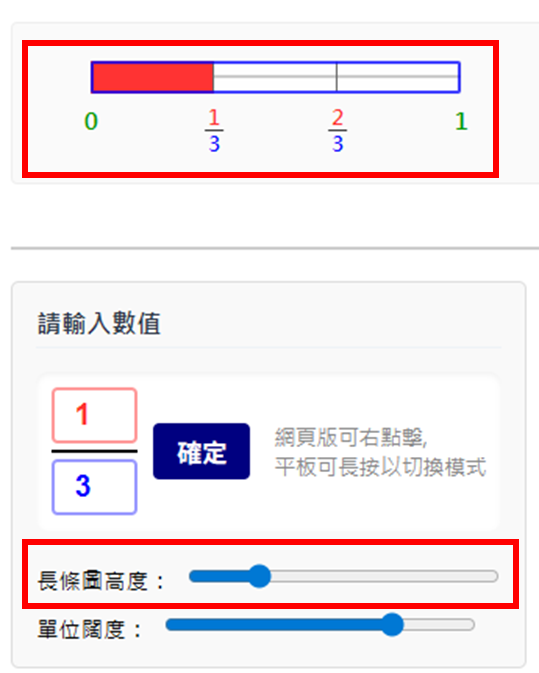 0 1/3 2/3 1
請輸入數值
1
3
確定
網頁版可右點擊,
平板可長按以切換模式
長條圖高度：
單位闊度：